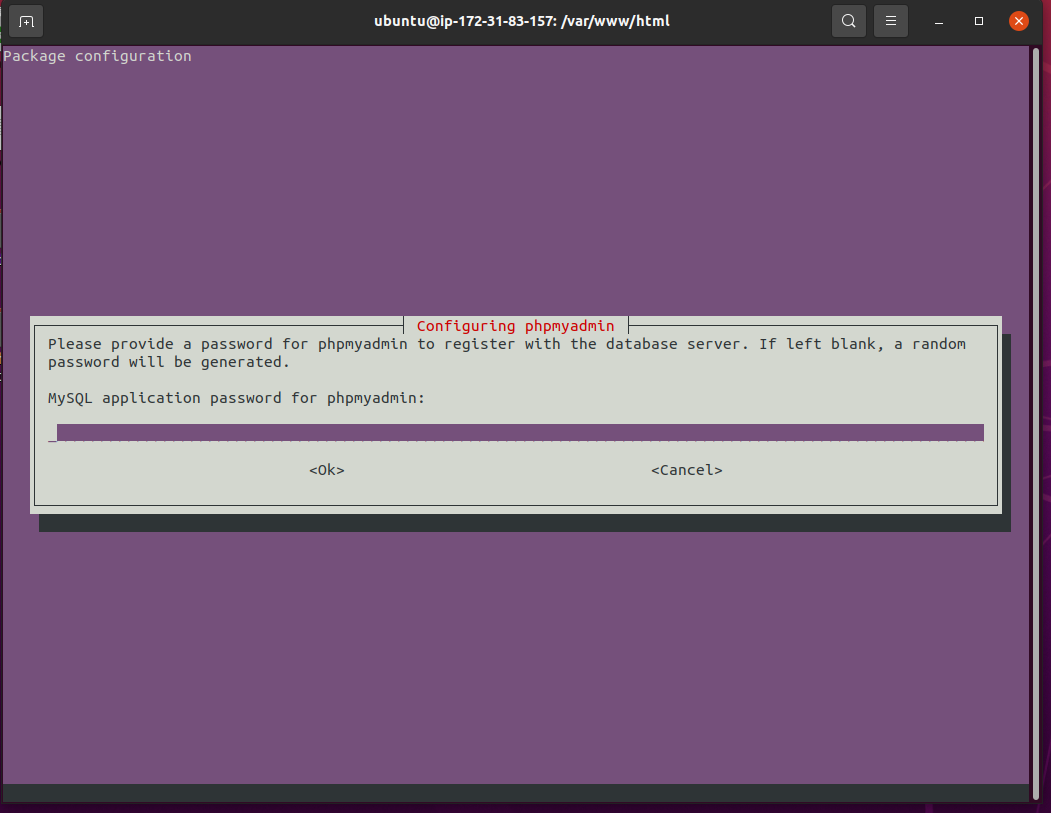 ubuntu@ip-172-31-83-157: /var/www/html
Package configuration
Configuring phpmyadmin
Please provide a password for phpmyadmin to register with the database server. If left blank, a random
password will be generated.
MySQL application password for phpmyadmin:
<Ok> <Cancel>